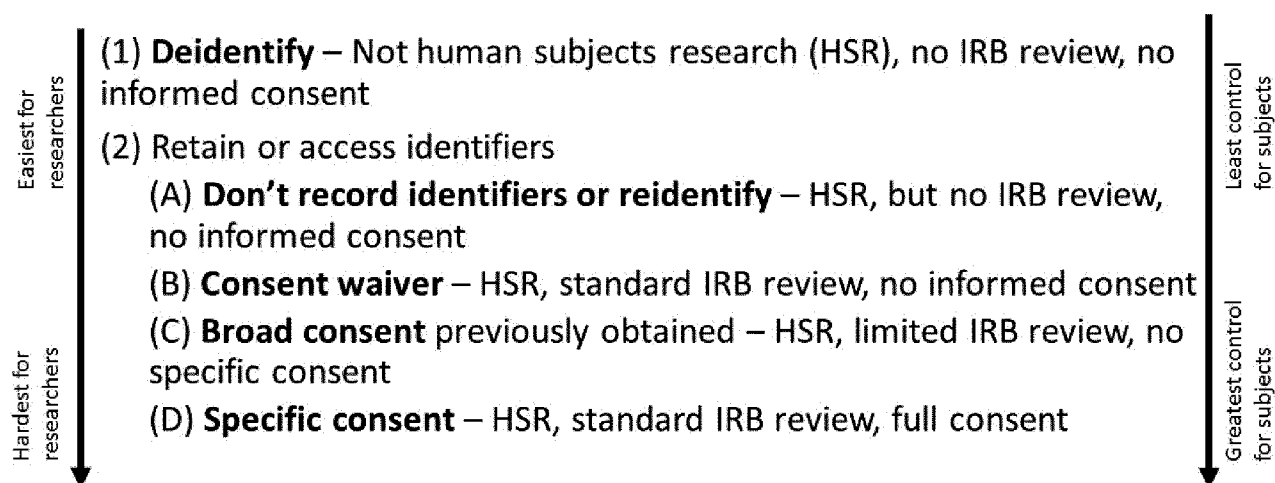 (1) Deidentify – Not human subjects research (HSR), no IRB review, no
informed consent
(2) Retain or access identifiers
(A) Don't record identifiers or reidentify – HSR, but no IRB review,
no informed consent
(B) Consent waiver – HSR, standard IRB review, no informed consent
(C) Broad consent previously obtained – HSR, limited IRB review, no
specific consent
(D) Specific consent – HSR, standard IRB review, full consent
Easiest for
researchers
Hardest for
researchers
Least control
for subjects
Greatest control
for subjects